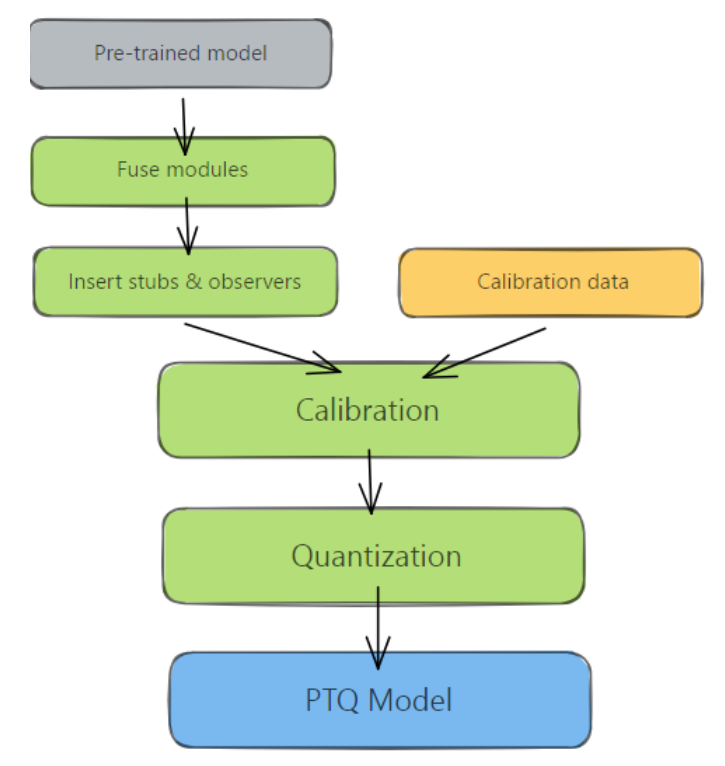 Pre-trained model
Fuse modules
Insert stubs & observers
Calibration data
Calibration
Quantization
PTQ Model